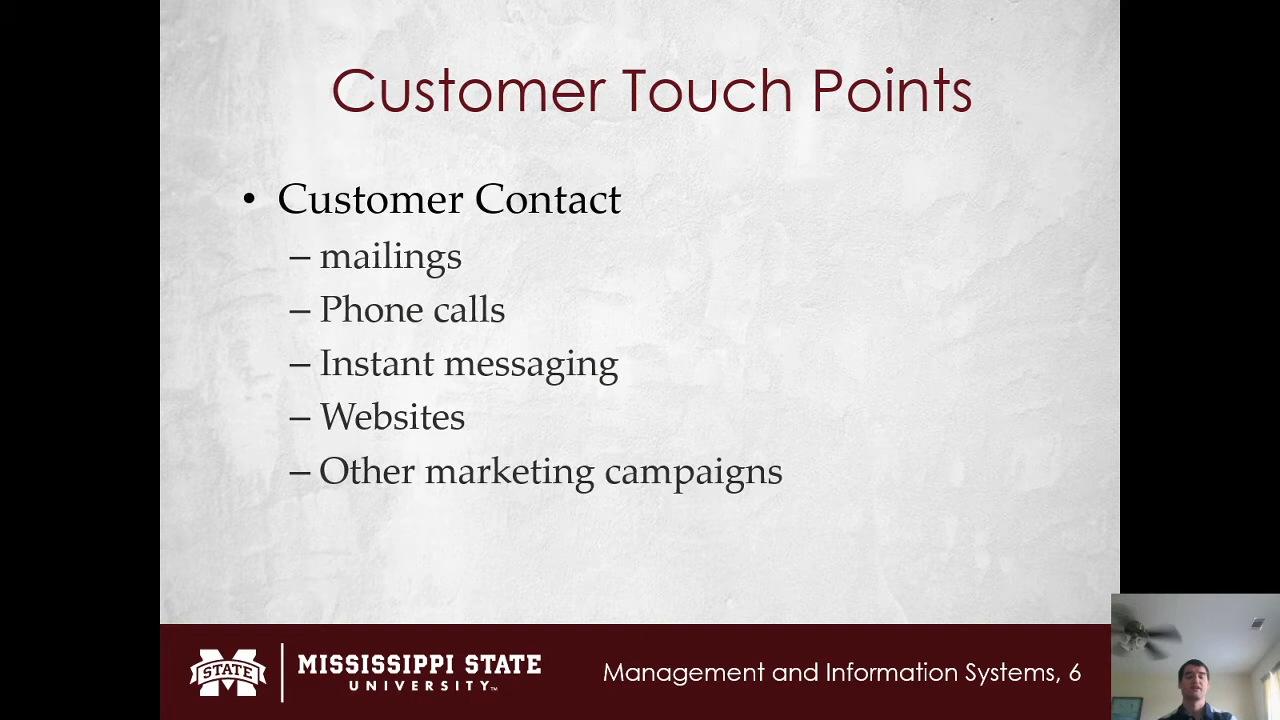 Customer Touch Points
• Customer Contact
– mailings
– Phone calls
– Instant messaging
– Websites
– Other marketing campaigns
STATE
MISSISSIPPI STATE
UNIVERSITY™
Management and Information Systems, 6